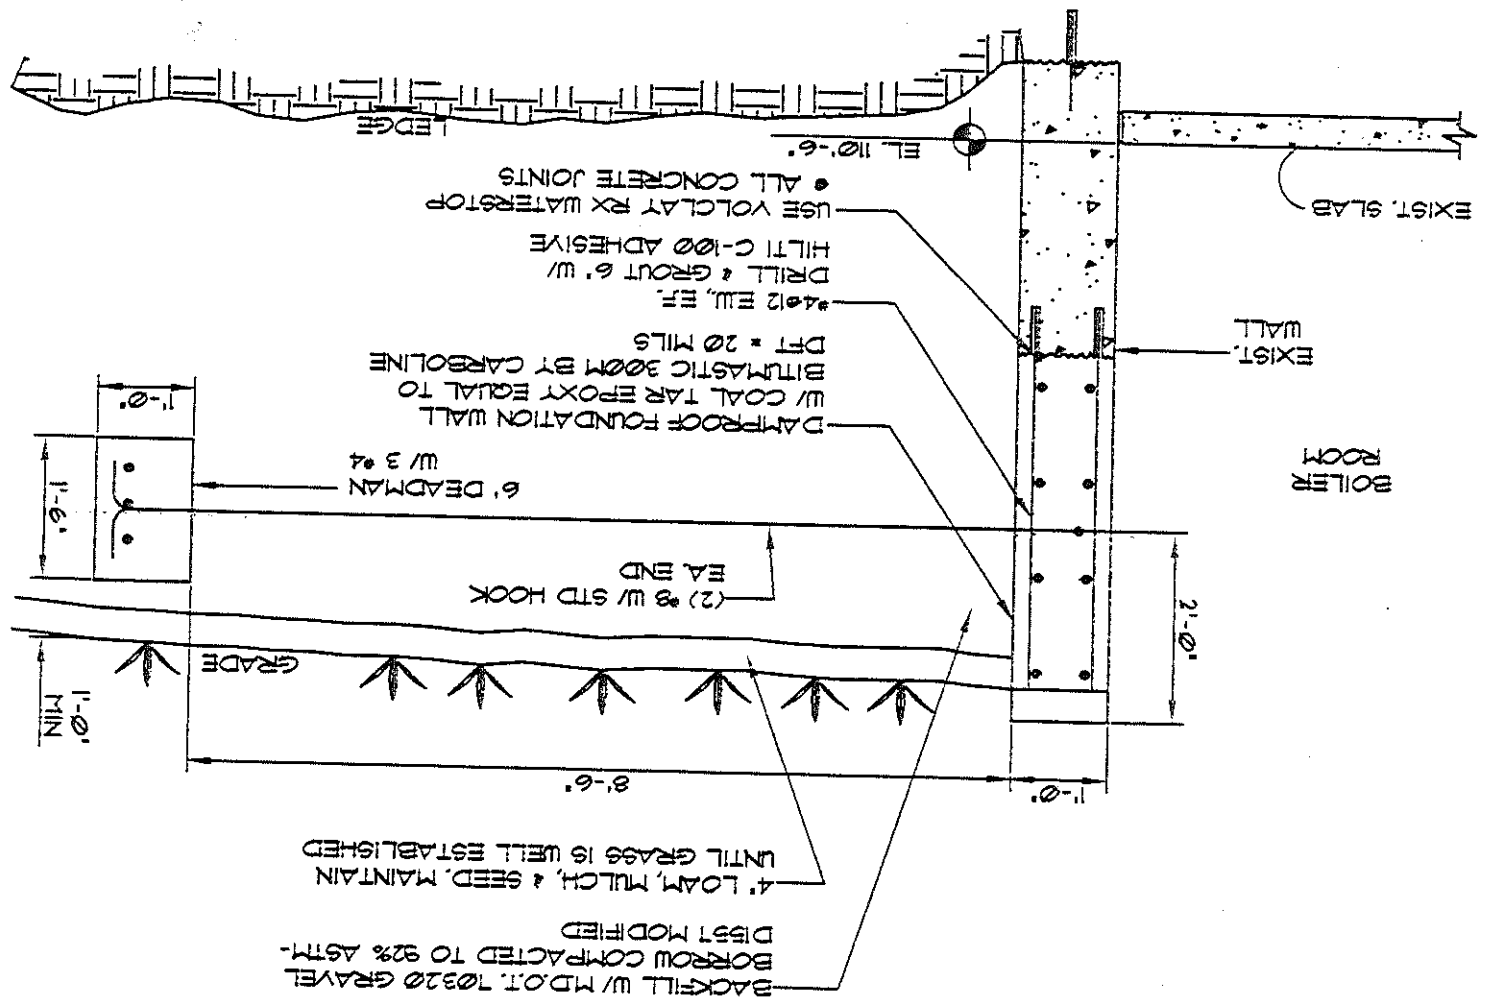 BACKFILL W/ M.D.O.T. 703.20 GRAVEL
BORROW COMPACTED TO 92% ASTM-
D1557 MODIFIED
4" LOAM, MULCH, & SEED. MAINTAIN
UNTIL GRASS IS WELL ESTABLISHED
1'-0"
8'-6"
1'-0"
MIN
GRADE
2'-0"
(2) #8 W/ STD HOOK
EA. END
1'-6"
6' DEADMAN
W/ 3 #4
1'-0"
BOILER
ROOM
DAMPROOF FOUNDATION WALL
W/ COAL TAR EPOXY EQUAL TO
BITUMASTIC 300M BY CARBOLINE
DFT = 20 MILS
EXIST.
WALL
#4@12 E.W., E.F.
DRILL & GROUT 6" W/
HILTI C-100 ADHESIVE
USE VOLCLAY RX WATERSTOP
@ ALL CONCRETE JOINTS
EXIST. SLAB
EL 110'-6"
LEDGE